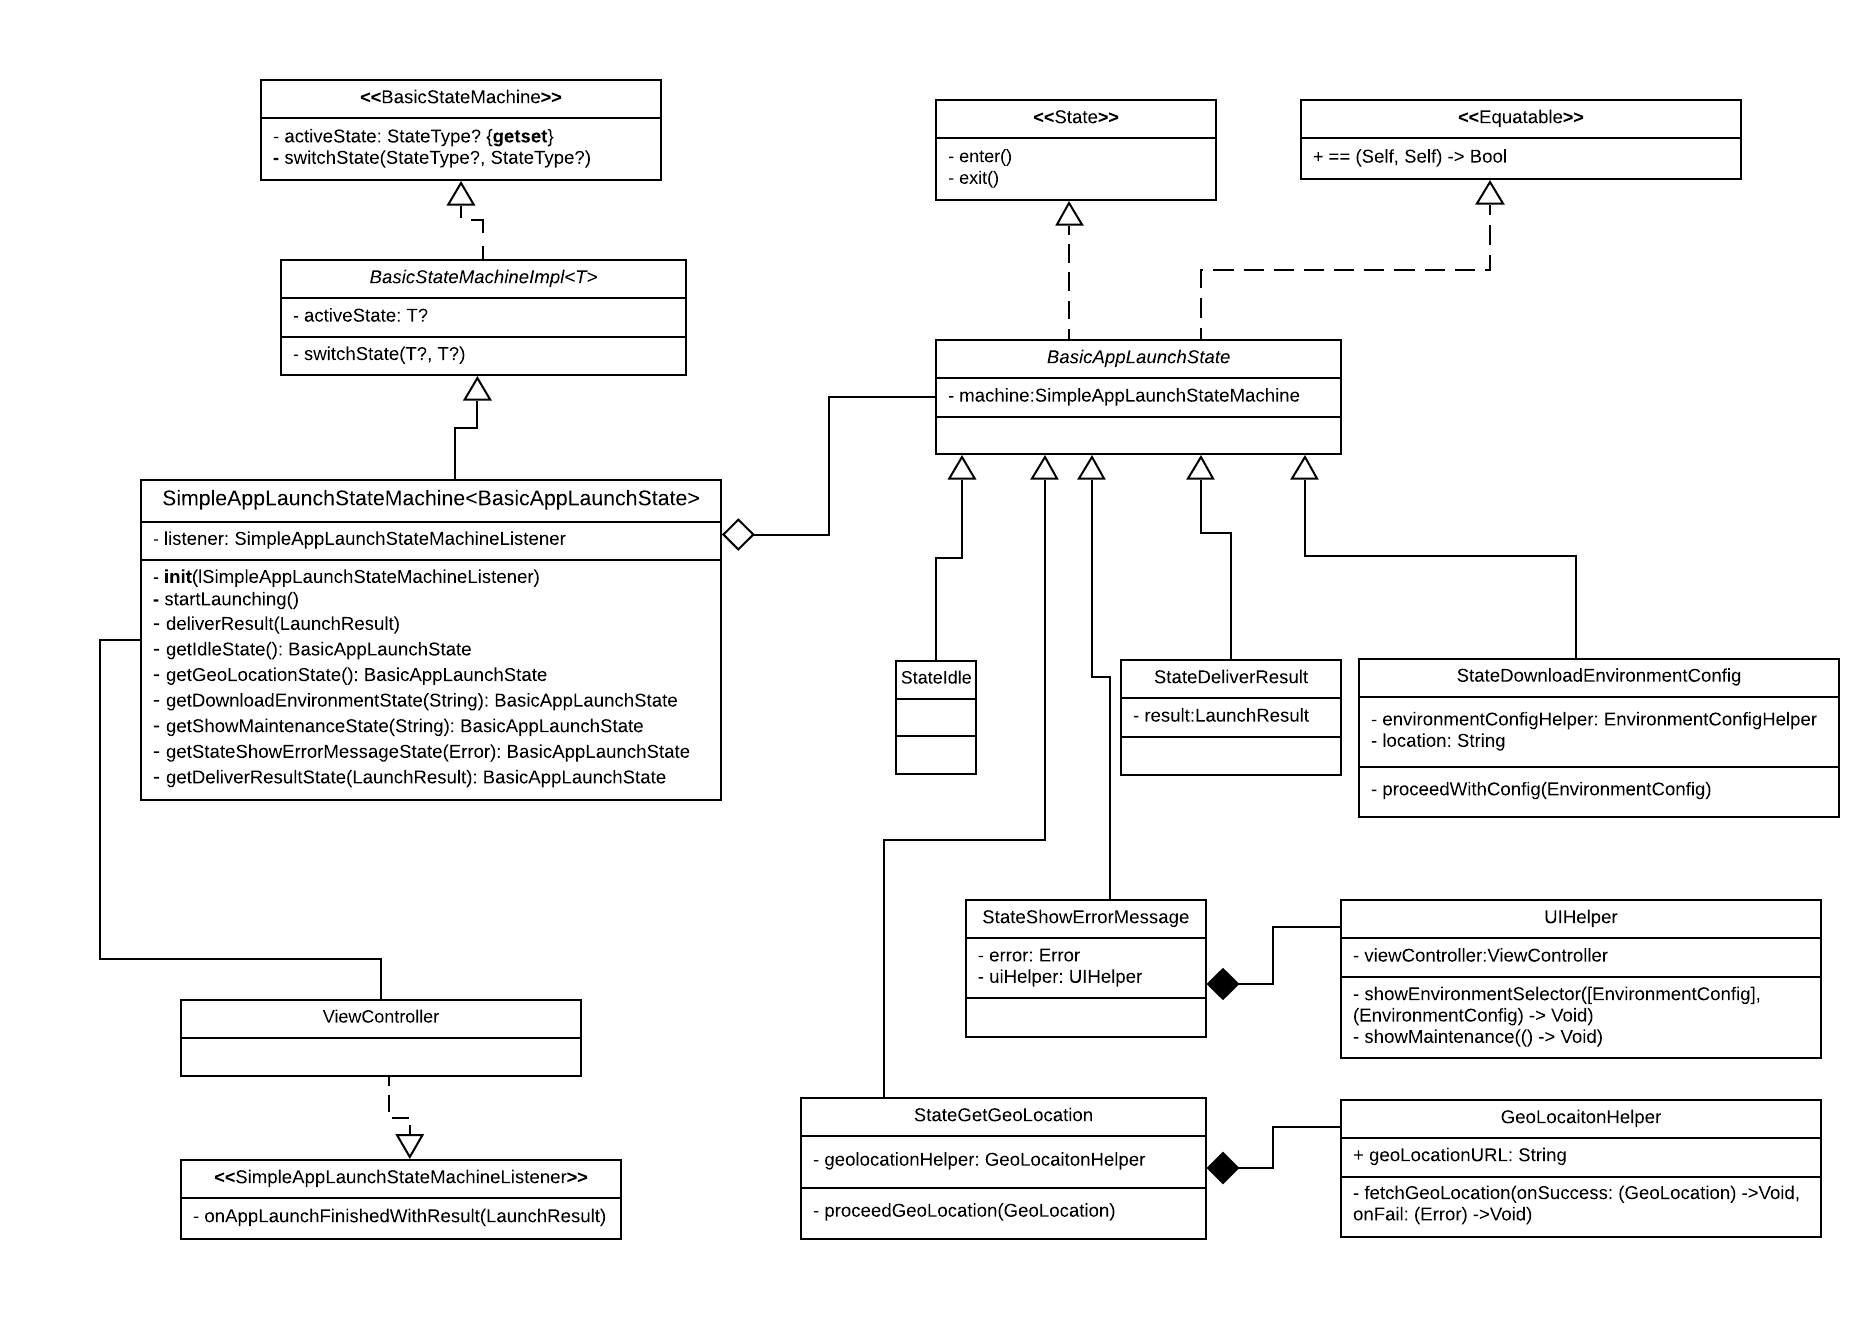 <<BasicStateMachine>>
- activeState: StateType? {getset}
- switchState(StateType?, StateType?)
<<State>>
- enter()
- exit()
<<Equatable>>
+ == (Self, Self) -> Bool
BasicStateMachineImpl<T>
- activeState: T?
- switchState(T?, T?)
BasicAppLaunchState
- machine:SimpleAppLaunchStateMachine
SimpleAppLaunchStateMachine<BasicAppLaunchState>
- listener: SimpleAppLaunchStateMachineListener
- init(lSimpleAppLaunchStateMachineListener)
- startLaunching()
- deliverResult(LaunchResult)
- getIdleState(): BasicAppLaunchState
- getGeoLocationState(): BasicAppLaunchState
- getDownloadEnvironmentState(String): BasicAppLaunchState
- getShowMaintenanceState(String): BasicAppLaunchState
- getStateShowErrorMessageState(Error): BasicAppLaunchState
- getDeliverResultState(LaunchResult): BasicAppLaunchState
StateIdle
StateDeliverResult
- result:LaunchResult
StateDownloadEnvironmentConfig
- environmentConfigHelper: EnvironmentConfigHelper
- location: String
- proceedWithConfig(EnvironmentConfig)
StateShowErrorMessage
- error: Error
- uiHelper: UIHelper
UIHelper
- viewController:ViewController
- showEnvironmentSelector([EnvironmentConfig],
(EnvironmentConfig) -> Void)
- showMaintenance(() -> Void)
ViewController
<<SimpleAppLaunchStateMachineListener>>
- onAppLaunchFinishedWithResult(LaunchResult)
StateGetGeoLocation
- geolocationHelper: GeoLocaitonHelper
- proceedGeoLocation(GeoLocation)
GeoLocaitonHelper
+ geoLocationURL: String
- fetchGeoLocation(onSuccess: (GeoLocation) ->Void,
onFail: (Error) ->Void)